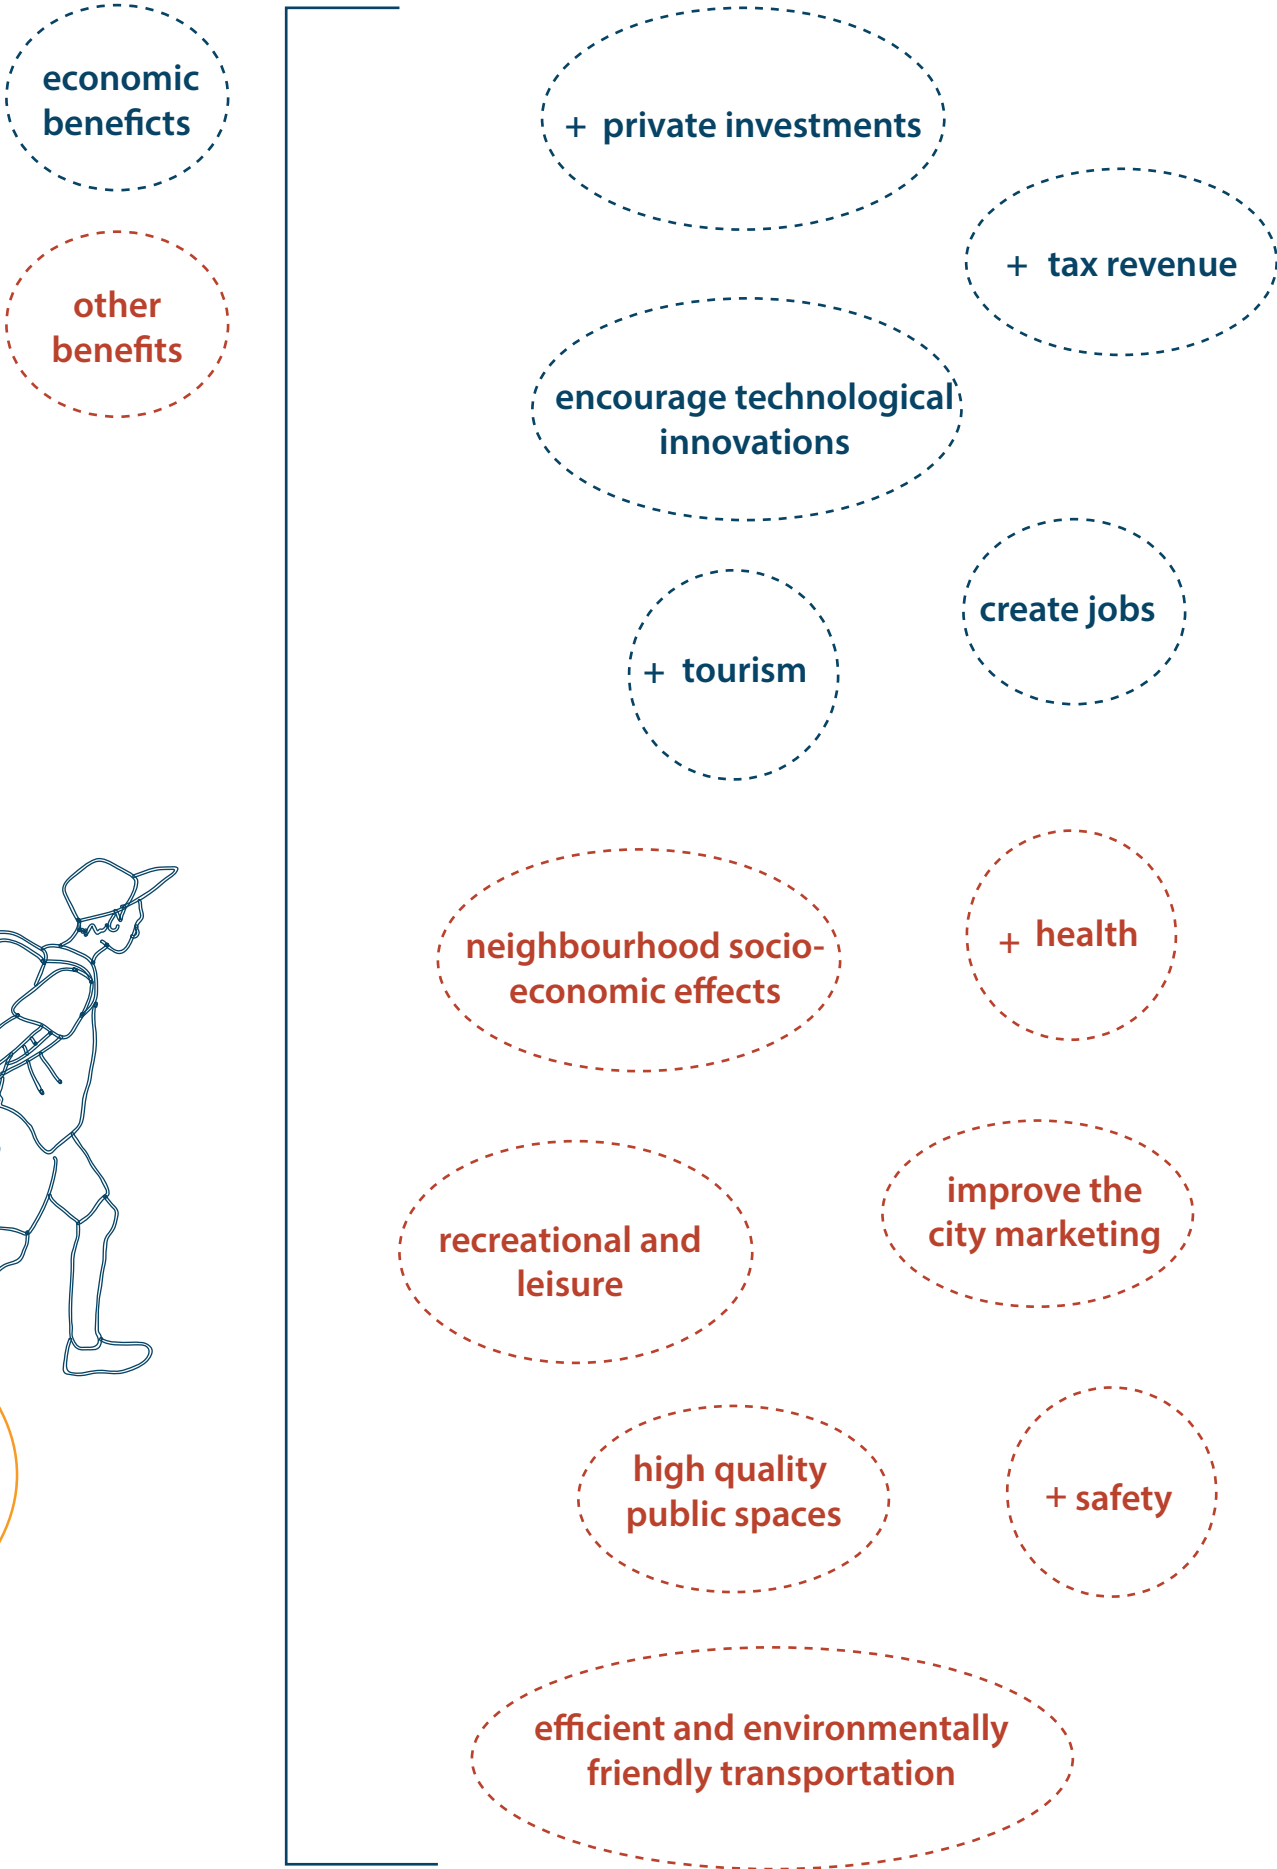 economic
beneficts
other
benefits
+ private investments
+ tax revenue
encourage technological
innovations
create jobs
+ tourism
neighbourhood socio-
economic effects
+ health
improve the
city marketing
recreational and
leisure
high quality
public spaces
+ safety
efficient and environmentally
friendly transportation